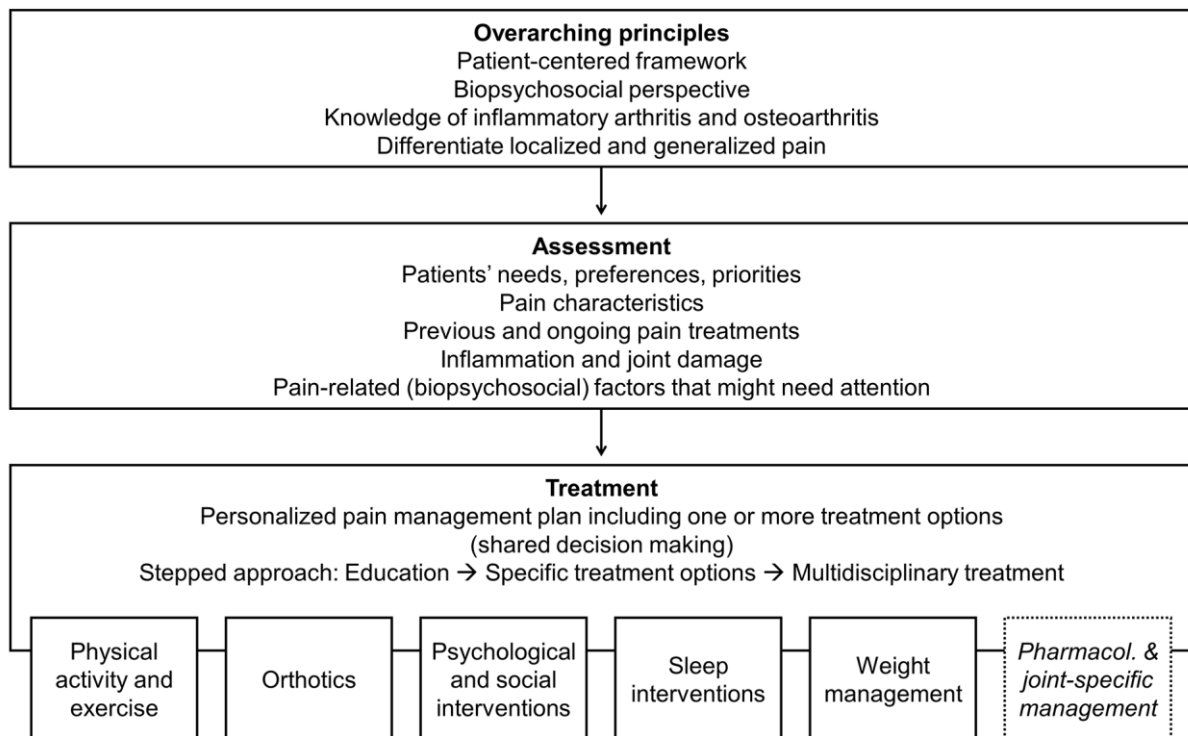 Overarching principles
Patient-centered framework
Biopsychosocial perspective
Knowledge of inflammatory arthritis and osteoarthritis
Differentiate localized and generalized pain
Assessment
Patients’ needs, preferences, priorities
Pain characteristics
Previous and ongoing pain treatments
Inflammation and joint damage
Pain-related (biopsychosocial) factors that might need attention
Treatment
Personalized pain management plan including one or more treatment options
(shared decision making)
Stepped approach: Education → Specific treatment options → Multidisciplinary treatment
Physical
activity and
exercise
Orthotics
Psychological
and social
interventions
Sleep
interventions
Weight
management
Pharmacol. &
joint-specific
management